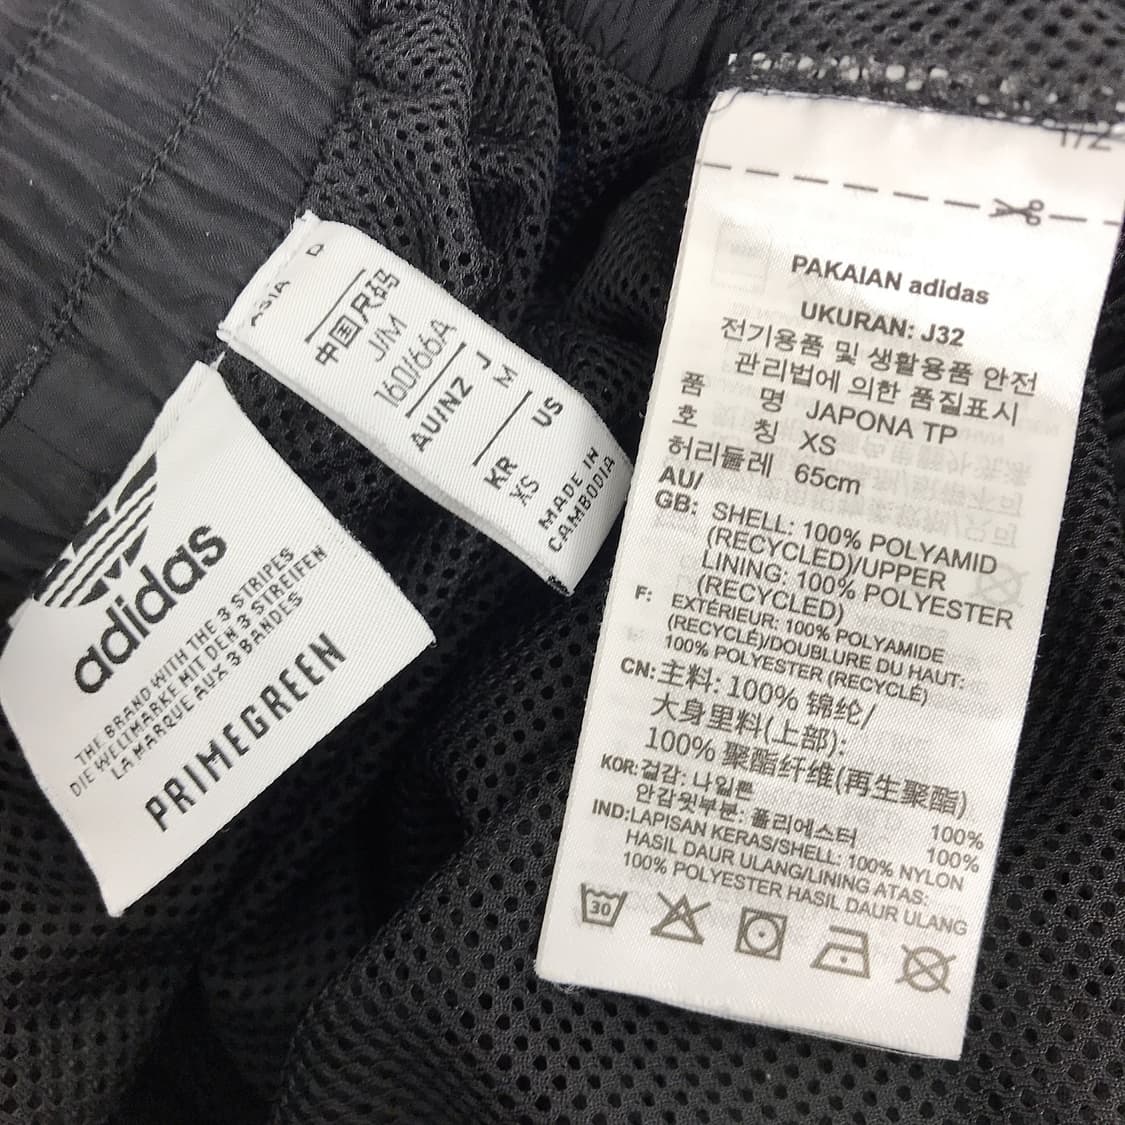 ASIA
D
中国尺码
J/M
160/66A
AU/NZ
J
M
KR
XS
US
MADE IN
CAMBODIA
adidas
THE BRAND WITH THE 3 STRIPES
DIE WELTMARKE MIT DEN 3 STREIFEN
LA MARQUE AUX 3 BANDES
PRIMEGREEN
1/2
PAKAIAN adidas
UKURAN: J32
전기용품 및 생활용품 안전
관리법에 의한 품질표시
품 명 JAPONA TP
호 칭 XS
허리둘레 65cm
AU/
GB: SHELL: 100% POLYAMID
(RECYCLED)/UPPER
LINING: 100% POLYESTER
(RECYCLED)
F: EXTÉRIEUR: 100% POLYAMIDE
(RECYCLÉ)/DOUBLURE DU HAUT:
100% POLYESTER (RECYCLÉ)
CN: 主料: 100% 锦纶/
大身里料(上部):
100% 聚酯纤维(再生聚酯)
KOR: 겉감: 나일론 100%
안감윗부분: 폴리에스터 100%
IND: LAPISAN KERAS/SHELL: 100% NYLON
HASIL DAUR ULANG/LINING ATAS:
100% POLYESTER HASIL DAUR ULANG
30